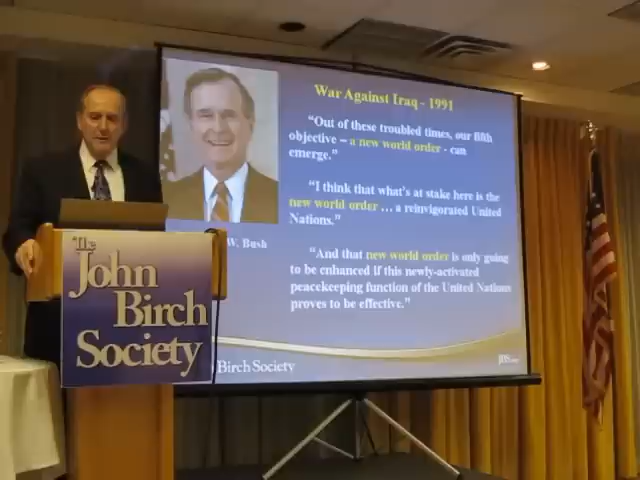 War Against Iraq - 1991
"Out of these troubled times, our fifth
objective – a new world order - can
emerge."
"I think that what's at stake here is the
new world order ... a reinvigorated United
Nations."
W. Bush
"And that new world order is only going
to be enhanced if this newly-activated
peacekeeping function of the United Nations
proves to be effective."
Birch Society
The
John
Birch
Society